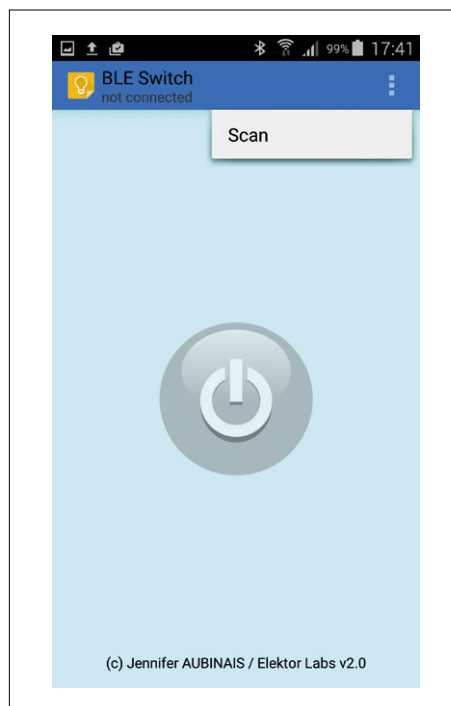 99% 17:41
BLE Switch
not connected
Scan
(c) Jennifer AUBINAIS / Elektor Labs v2.0